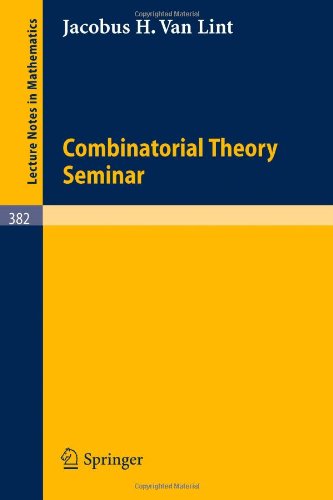 Jacobus H. Van Lint
Lecture Notes in Mathematics
Combinatorial Theory
Seminar
382
Springer